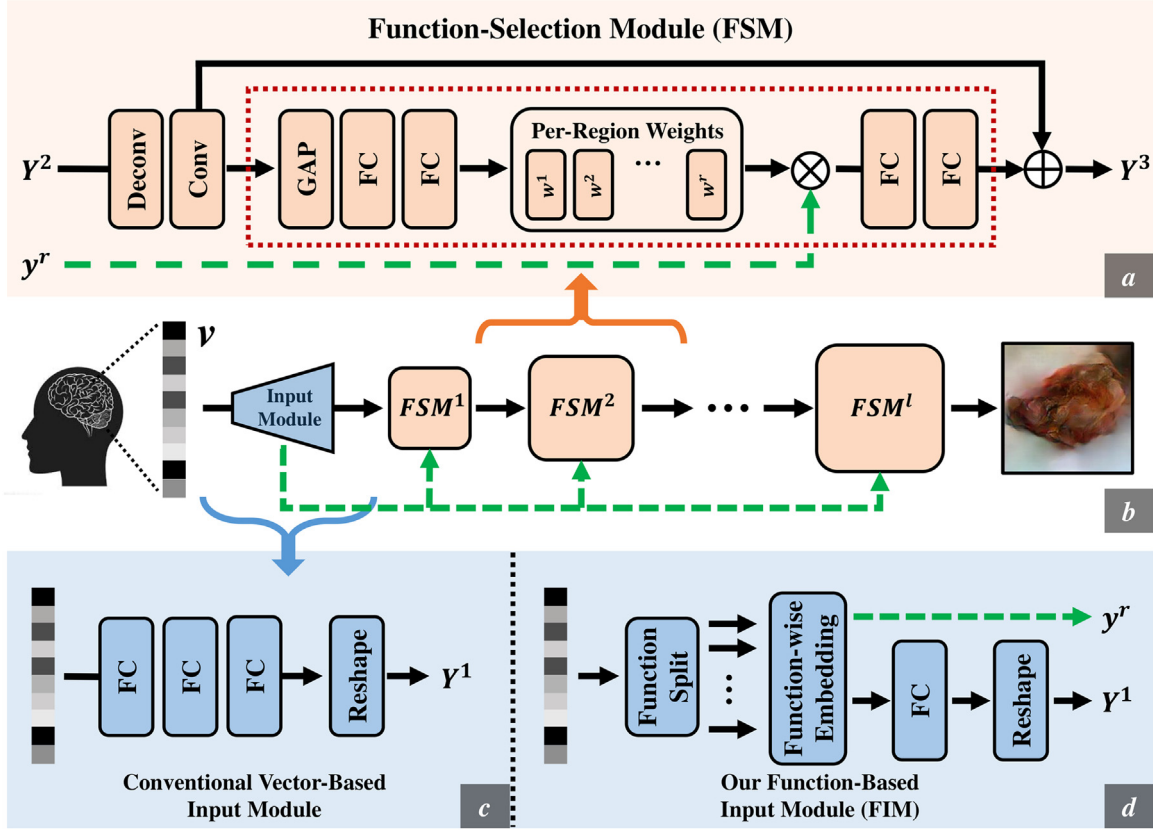 Function-Selection Module (FSM)
Y²
Deconv
Conv
GAP
FC
FC
Per-Region Weights
w¹
w²
...
wʳ
FC
FC
Y³
yʳ
a
v
Input
Module
FSM¹
FSM²
...
FSMˡ
b
FC
FC
FC
Reshape
Y¹
Conventional Vector-Based
Input Module
c
Function
Split
...
Function-wise
Embedding
yʳ
FC
Reshape
Y¹
Our Function-Based
Input Module (FIM)
d